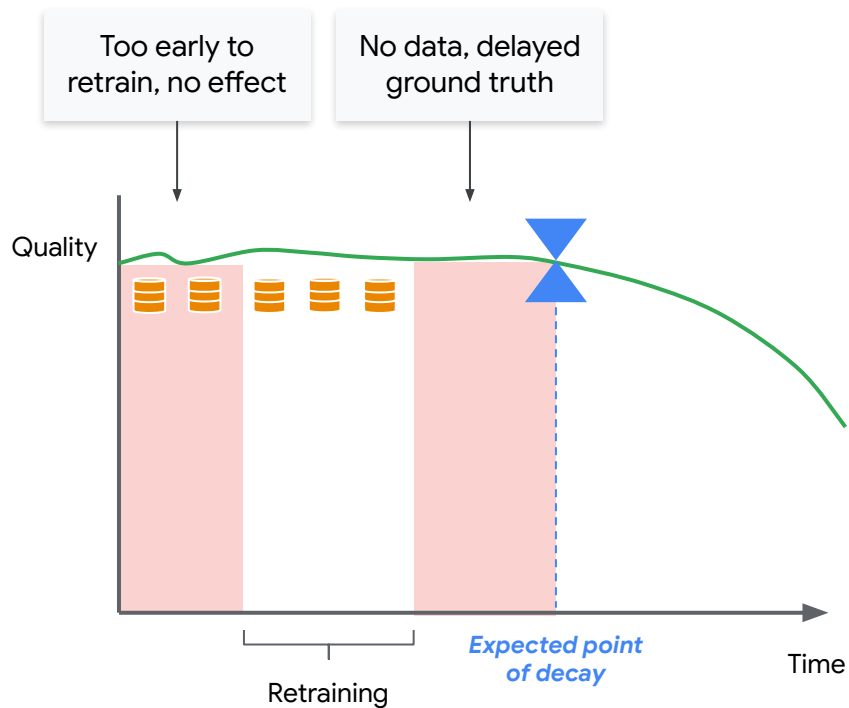 Too early to
retrain, no effect
No data, delayed
ground truth
Quality
Expected point
of decay
Time
Retraining